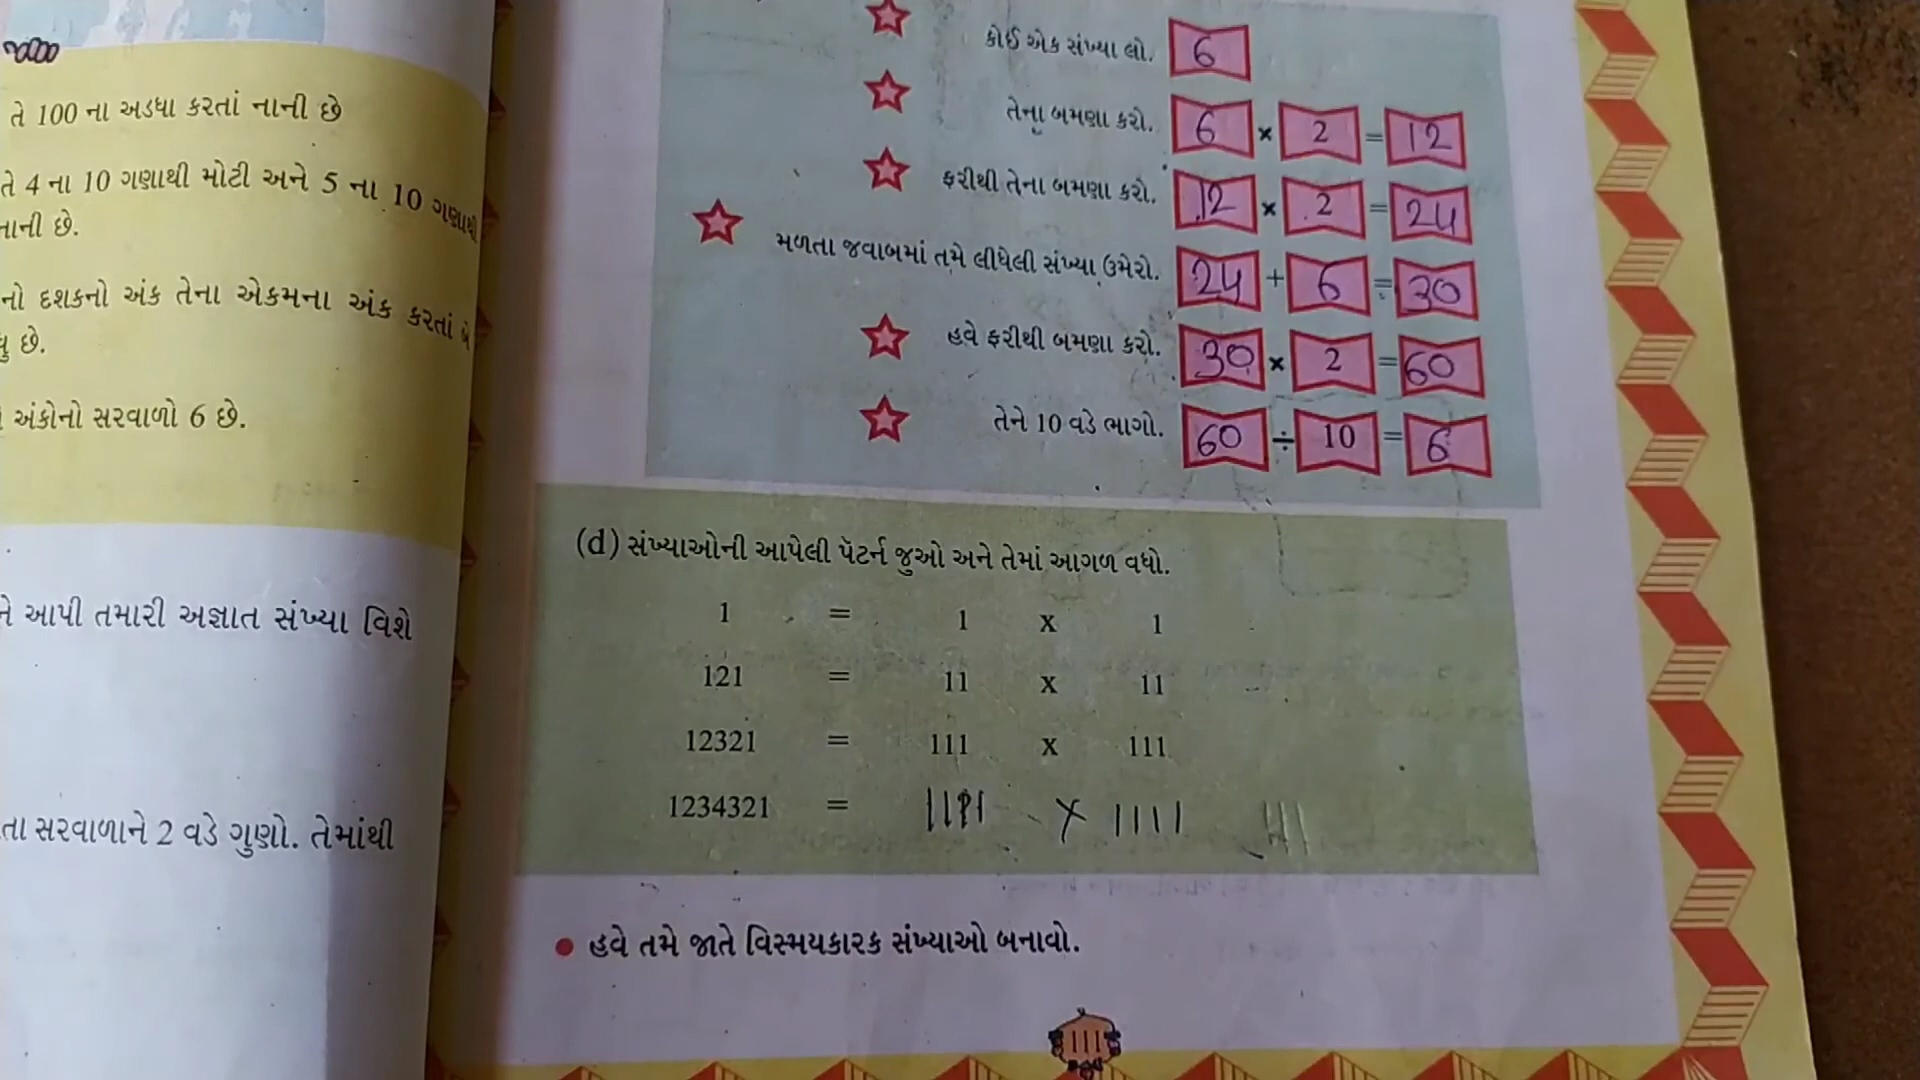 તે 100 ના અડધા કરતાં નાની છે
તે 4 ના 10 ગણાથી મોટી અને 5 ના 10 ગણાથી
નાની છે.
નો દશકનો અંક તેના એકમના અંક કરતાં બે
છે.
અંકોનો સરવાળો 6 છે.
ને આપી તમારી અજ્ઞાત સંખ્યા વિશે
તા સરવાળાને 2 વડે ગુણો. તેમાંથી
કોઈ એક સંખ્યા લો. 6
તેના બમણા કરો. 6 × 2 = 12
ફરીથી તેના બમણા કરો. 12 × 2 = 24
મળતા જવાબમાં તમે લીધેલી સંખ્યા ઉમેરો. 24 + 6 = 30
હવે ફરીથી બમણા કરો. 30 × 2 = 60
તેને 10 વડે ભાગો. 60 ÷ 10 = 6
(d) સંખ્યાઓની આપેલી પૅટર્ન જુઓ અને તેમાં આગળ વધો.
1 = 1 x 1
121 = 11 x 11
12321 = 111 x 111
1234321 = 1111 × 1111
• હવે તમે જાતે વિસ્મયકારક સંખ્યાઓ બનાવો.
111